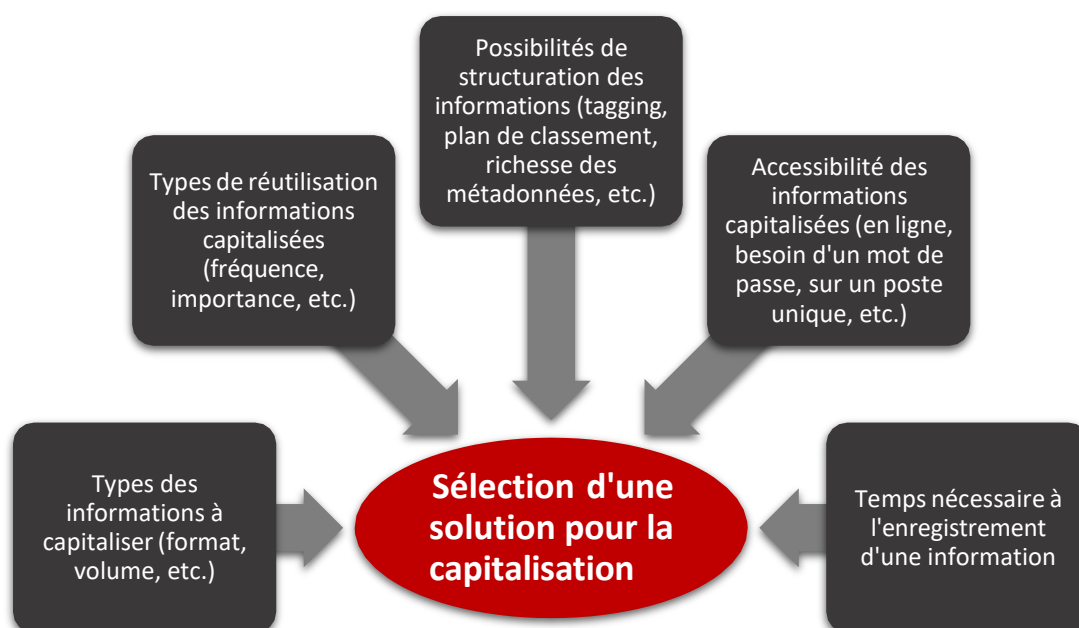 Types des
informations à
capitaliser (format,
volume, etc.)
Types de réutilisation
des informations
capitalisées
(fréquence,
importance, etc.)
Possibilités de
structuration des
informations (tagging,
plan de classement,
richesse des
métadonnées, etc.)
Accessibilité des
informations
capitalisées (en ligne,
besoin d'un mot de
passe, sur un poste
unique, etc.)
Temps nécessaire à
l'enregistrement
d'une information
Sélection d'une
solution pour la
capitalisation